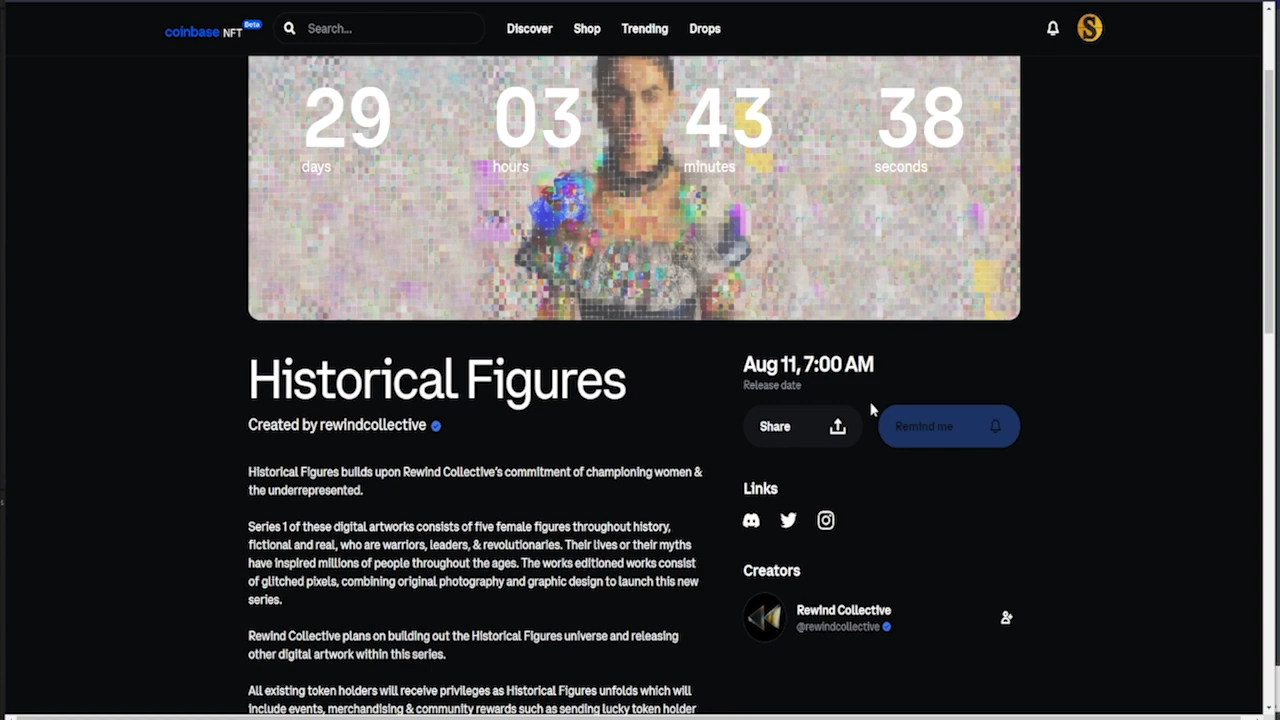 coinbase NFT Beta
Search...
Discover Shop Trending Drops
S
29 03 43 38
days hours minutes seconds
Historical Figures
Created by rewindcollective
Aug 11, 7:00 AM
Release date
Share
Remind me
Historical Figures builds upon Rewind Collective's commitment of championing women &
the underrepresented.
Series 1 of these digital artworks consists of five female figures throughout history,
fictional and real, who are warriors, leaders, & revolutionaries. Their lives or their myths
have inspired millions of people throughout the ages. The works editioned works consist
of glitched pixels, combining original photography and graphic design to launch this new
series.
Rewind Collective plans on building out the Historical Figures universe and releasing
other digital artwork within this series.
All existing token holders will receive privileges as Historical Figures unfolds which will
include events, merchandising & community rewards such as sending lucky token holder
Links
Creators
Rewind Collective
@rewindcollective